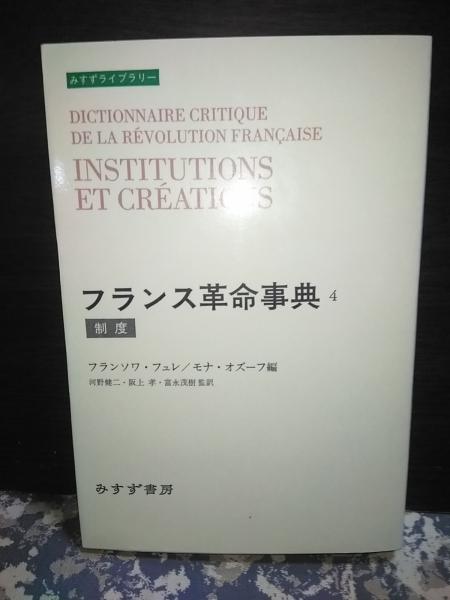 みすずライブラリー
DICTIONNAIRE CRITIQUE
DE LA RÉVOLUTION FRANÇAISE
INSTITUTIONS
ET CRÉATIONS
フランス革命事典 4
制度
フランソワ・フュレ/モナ・オズーフ編
河野健二・阪上 孝・富永茂樹 監訳
みすず書房